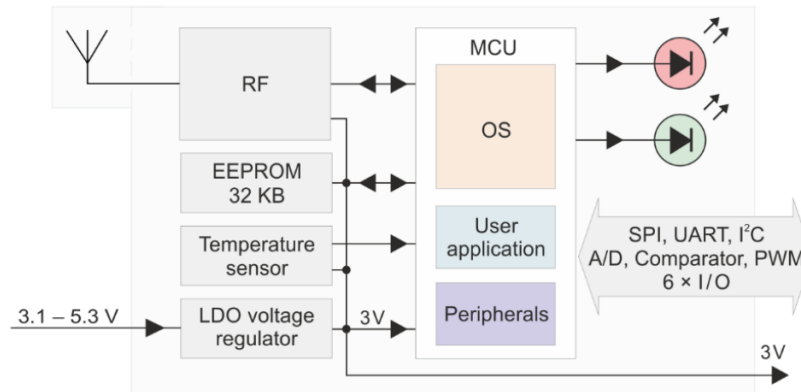 RF
MCU
OS
EEPROM
32 KB
User
application
Temperature
sensor
SPI, UART, I²C
A/D, Comparator, PWM
6 × I/O
3.1 – 5.3 V
LDO voltage
regulator
3V
Peripherals
3V